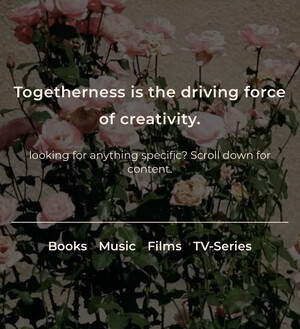 Togetherness is the driving force
of creativity.
looking for anything specific? Scroll down for
content.
Books Music Films TV-Series